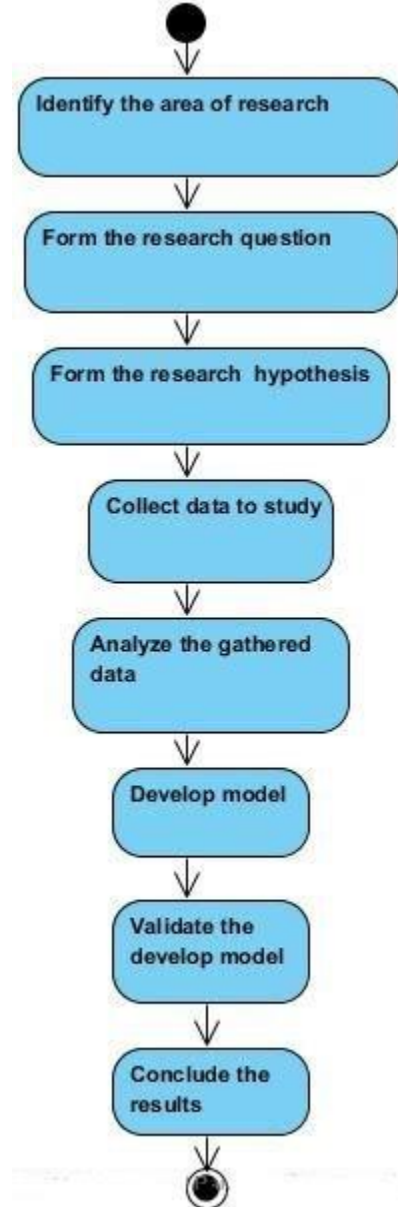 Identify the area of research
Form the research question
Form the research  hypothesis
Collect data to study
Analyze the gathered
data
Develop model
Validate the
develop model
Conclude the
results